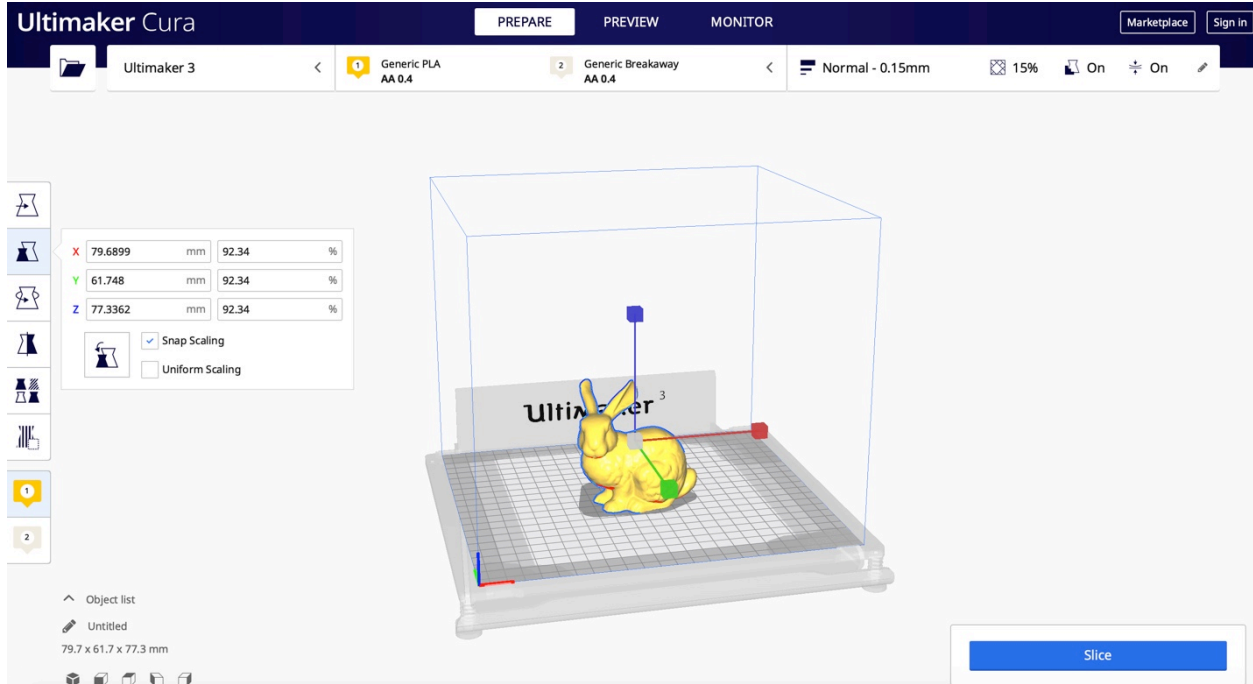 Ultimaker Cura
PREPARE PREVIEW MONITOR
Marketplace Sign in
Ultimaker 3
1 Generic PLA
AA 0.4
2 Generic Breakaway
AA 0.4
Normal - 0.15mm 15% On On
X 79.6899 mm 92.34 %
Y 61.748 mm 92.34 %
Z 77.3362 mm 92.34 %
Snap Scaling
Uniform Scaling
3
1
2
Object list
Untitled
79.7 x 61.7 x 77.3 mm
Slice